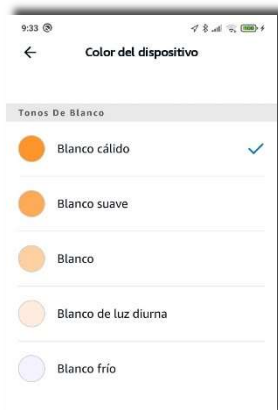 9:33
Color del dispositivo
Tonos De Blanco
Blanco cálido
Blanco suave
Blanco
Blanco de luz diurna
Blanco frío